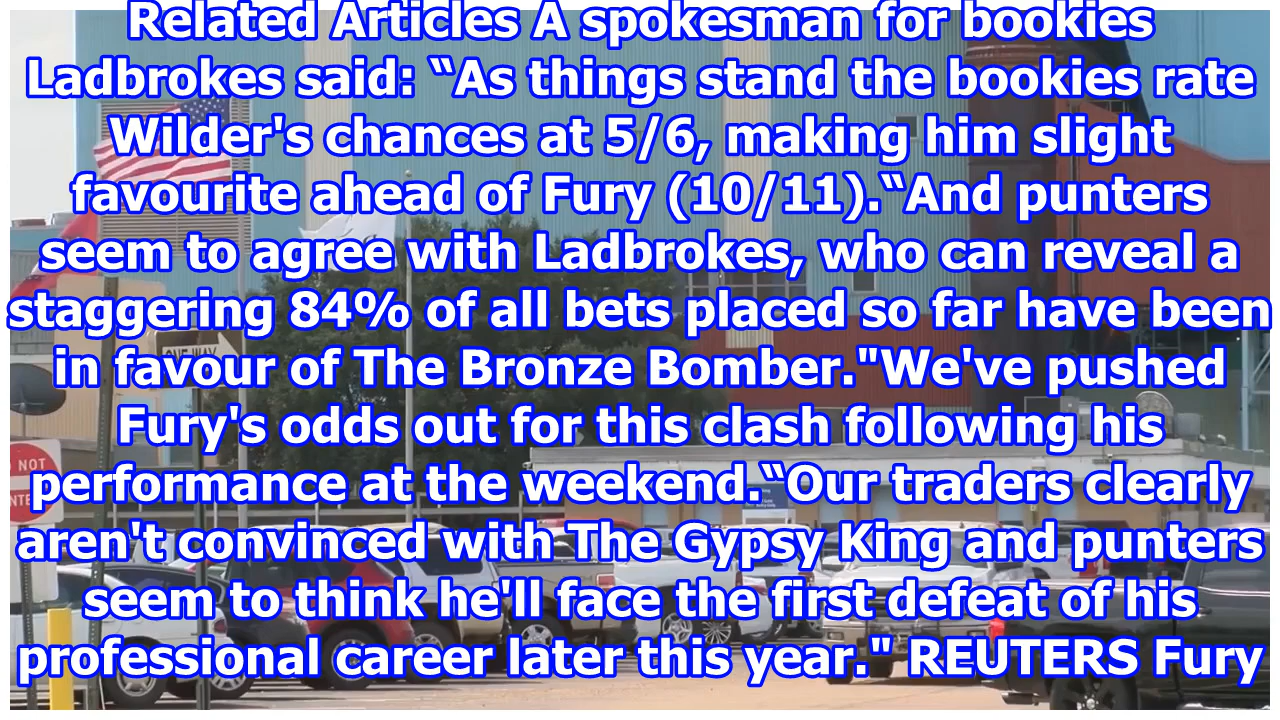 Related Articles A spokesman for bookies
Ladbrokes said: “As things stand the bookies rate
Wilder's chances at 5/6, making him slight
favourite ahead of Fury (10/11).“And punters
seem to agree with Ladbrokes, who can reveal a
staggering 84% of all bets placed so far have been
in favour of The Bronze Bomber."We've pushed
Fury's odds out for this clash following his
performance at the weekend.“Our traders clearly
aren't convinced with The Gypsy King and punters
seem to think he'll face the first defeat of his
professional career later this year." REUTERS Fury
ONE WAY
NOT